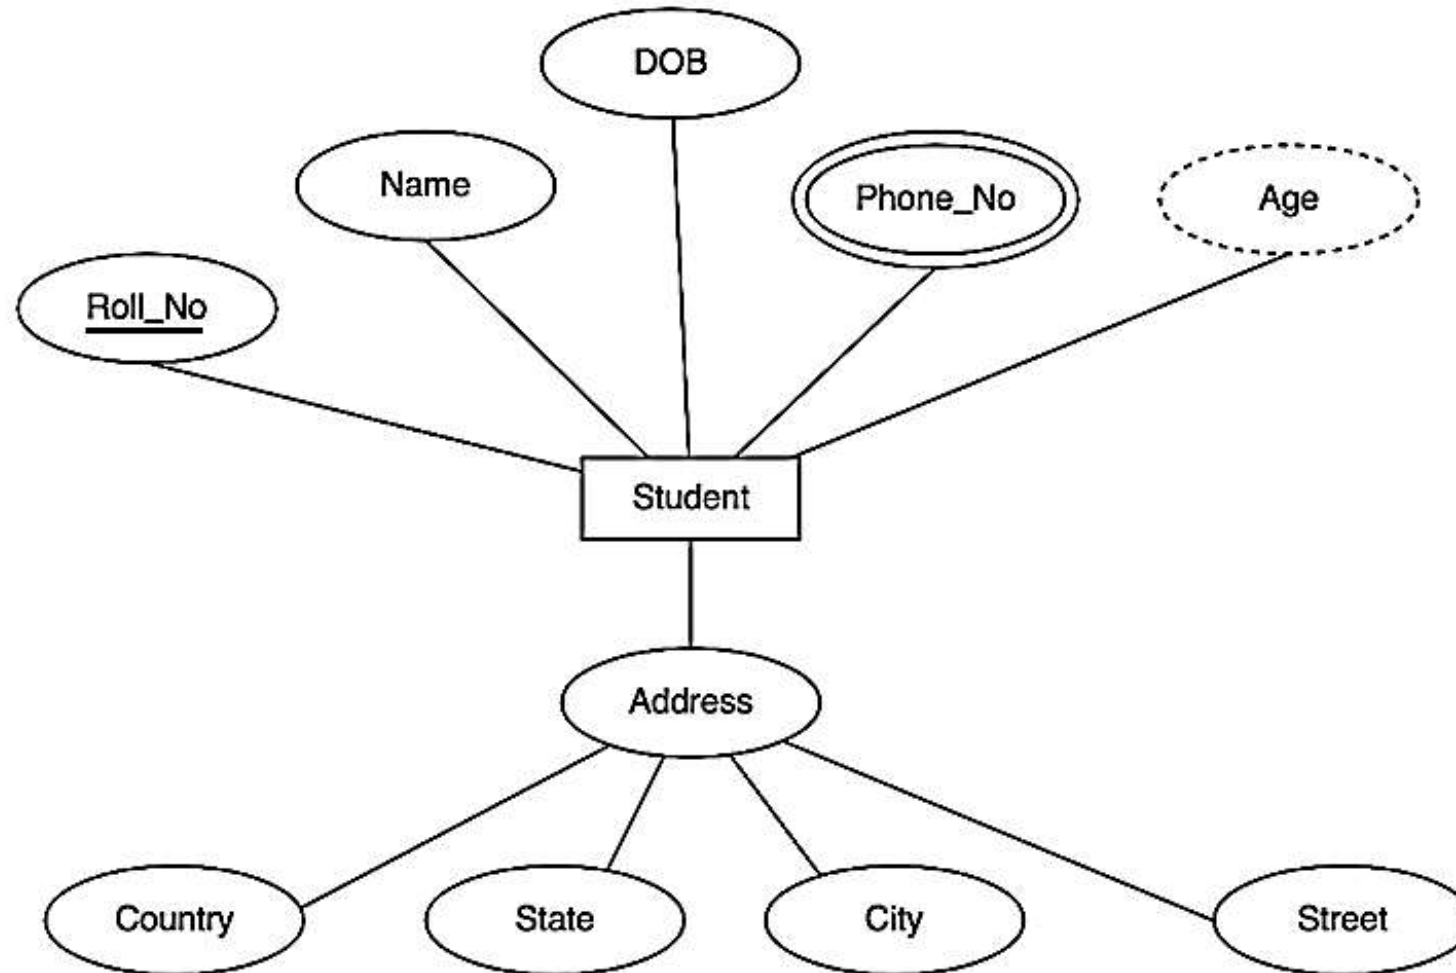 DOB
Name
Phone_No
Age
Roll_No
Student
Address
Country
State
City
Street